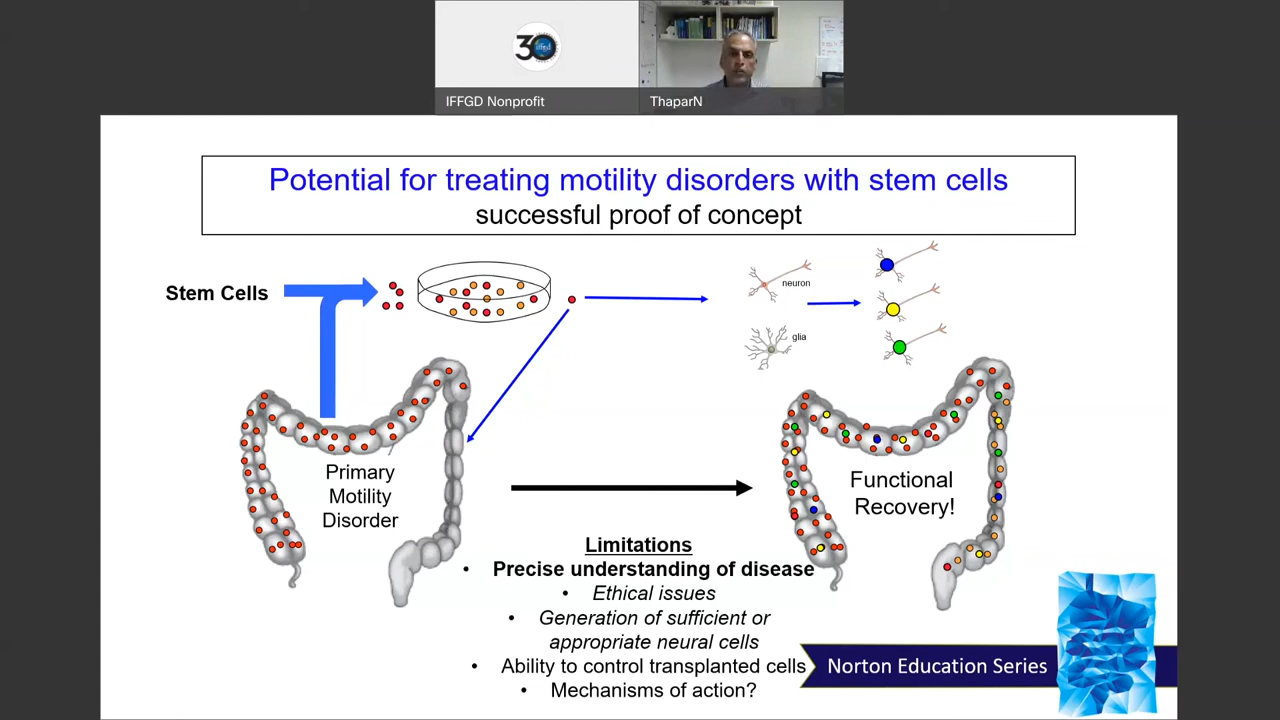 30
iffgd
IFFGD Nonprofit
ThaparN
Potential for treating motility disorders with stem cells
successful proof of concept
Stem Cells
neuron
glia
Primary
Motility
Disorder
Functional
Recovery!
Limitations
• Precise understanding of disease
• Ethical issues
• Generation of sufficient or
appropriate neural cells
• Ability to control transplanted cells
• Mechanisms of action?
Norton Education Series